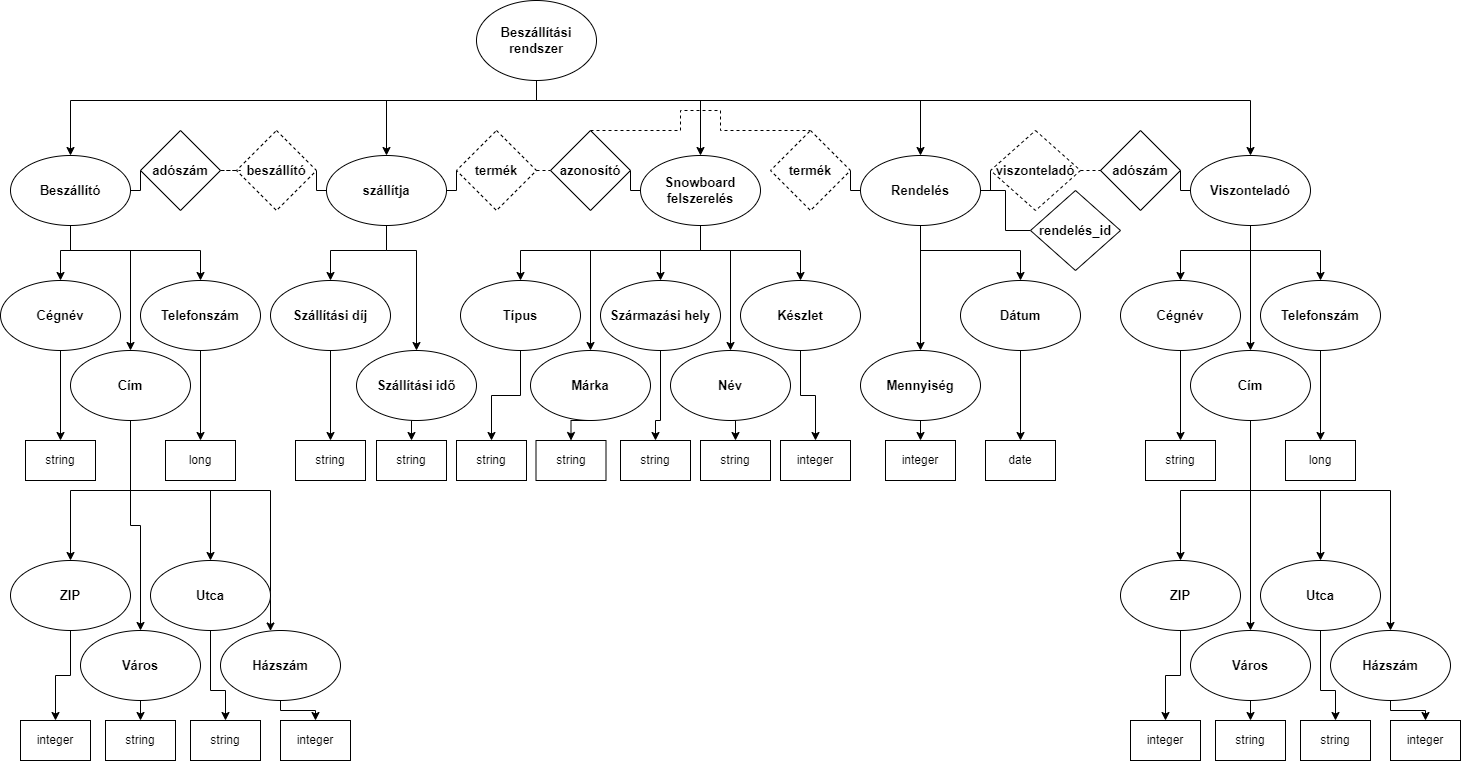 Beszállítási
rendszer
adószám
beszállító
termék
azonosító
termék
viszonteladó
adószám
Beszállító
szállítja
Snowboard
felszerelés
Rendelés
Viszonteladó
rendelés_id
Cégnév
Telefonszám
Szállítási díj
Típus
Származási hely
Készlet
Dátum
Cégnév
Telefonszám
Cím
Szállítási idő
Márka
Név
Mennyiség
Cím
string
long
string
string
string
string
string
string
integer
integer
date
string
long
ZIP
Utca
ZIP
Utca
Város
Házszám
Város
Házszám
integer
string
string
integer
integer
string
string
integer